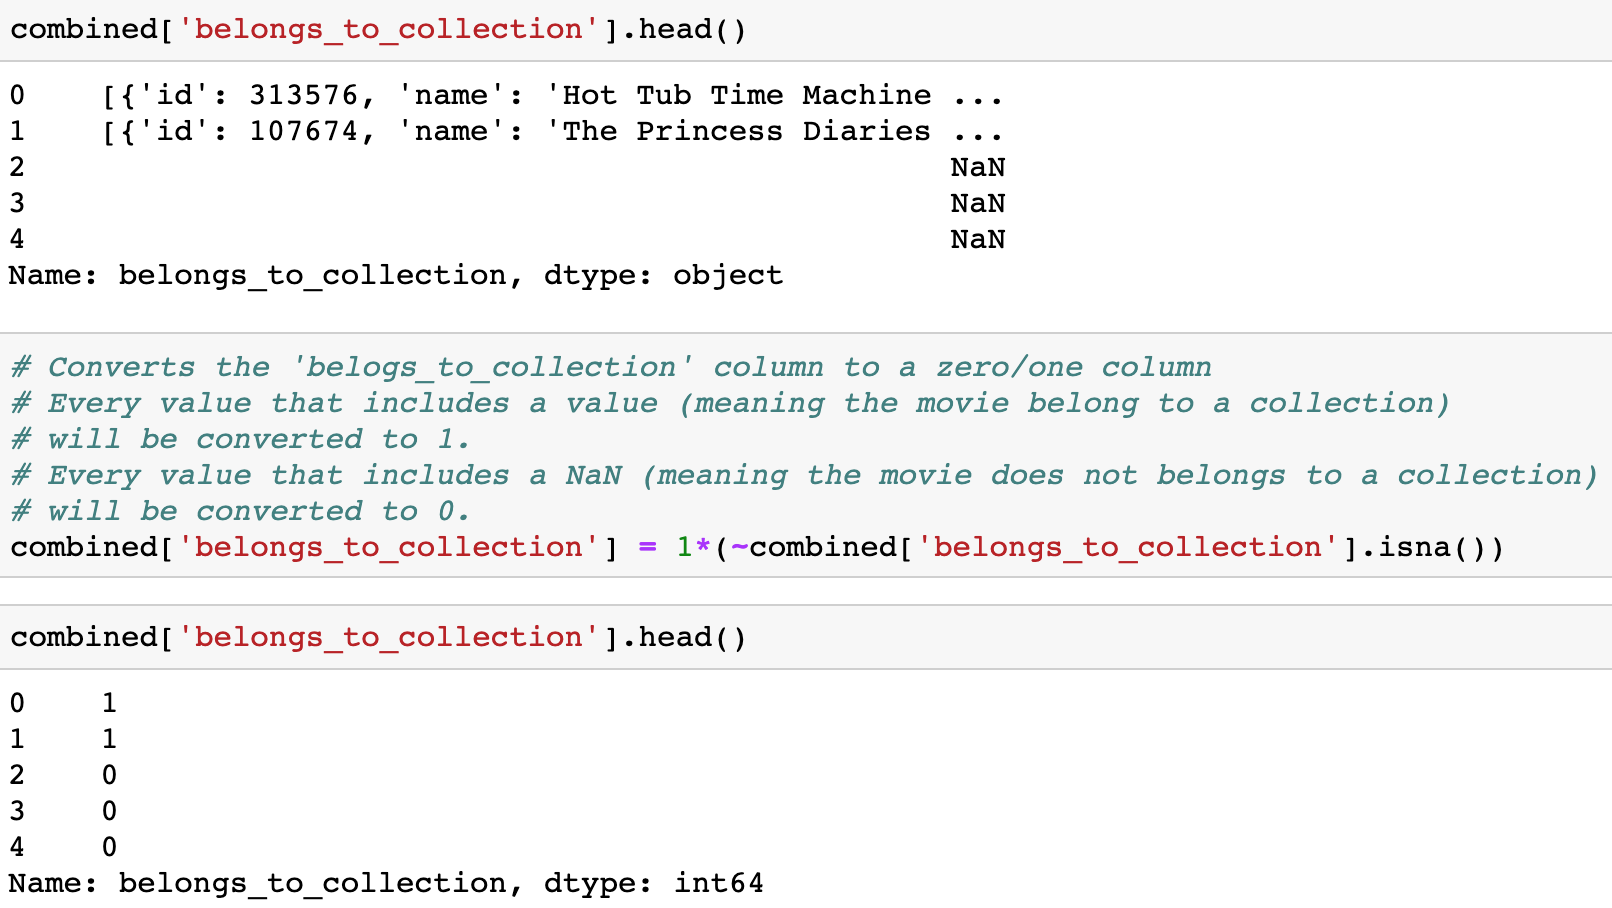 combined['belongs_to_collection'].head()
0    [{'id': 313576, 'name': 'Hot Tub Time Machine ...
1    [{'id': 107674, 'name': 'The Princess Diaries ...
2                                                  NaN
3                                                  NaN
4                                                  NaN
Name: belongs_to_collection, dtype: object
# Converts the 'belogs_to_collection' column to a zero/one column
# Every value that includes a value (meaning the movie belong to a collection)
# will be converted to 1.
# Every value that includes a NaN (meaning the movie does not belongs to a collection)
# will be converted to 0.
combined['belongs_to_collection'] = 1*(~combined['belongs_to_collection'].isna())
combined['belongs_to_collection'].head()
0    1
1    1
2    0
3    0
4    0
Name: belongs_to_collection, dtype: int64